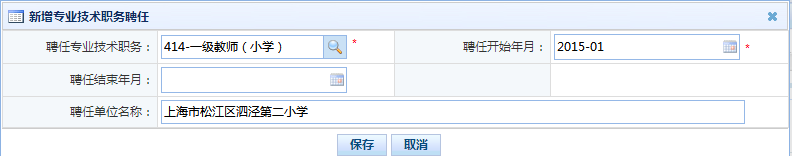 新增专业技术职务聘任
聘任专业技术职务： 414-一级教师（小学） * 聘任开始年月： 2015-01 *
聘任结束年月：
聘任单位名称： 上海市松江区泗泾第二小学
保存 取消